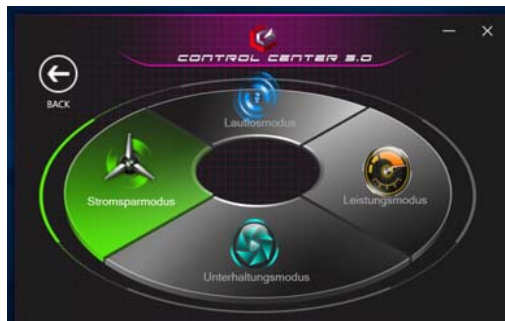 CONTROL CENTER 3.0
BACK
Lautlosmodus
Stromsparmodus
Leistungsmodus
Unterhaltungsmodus